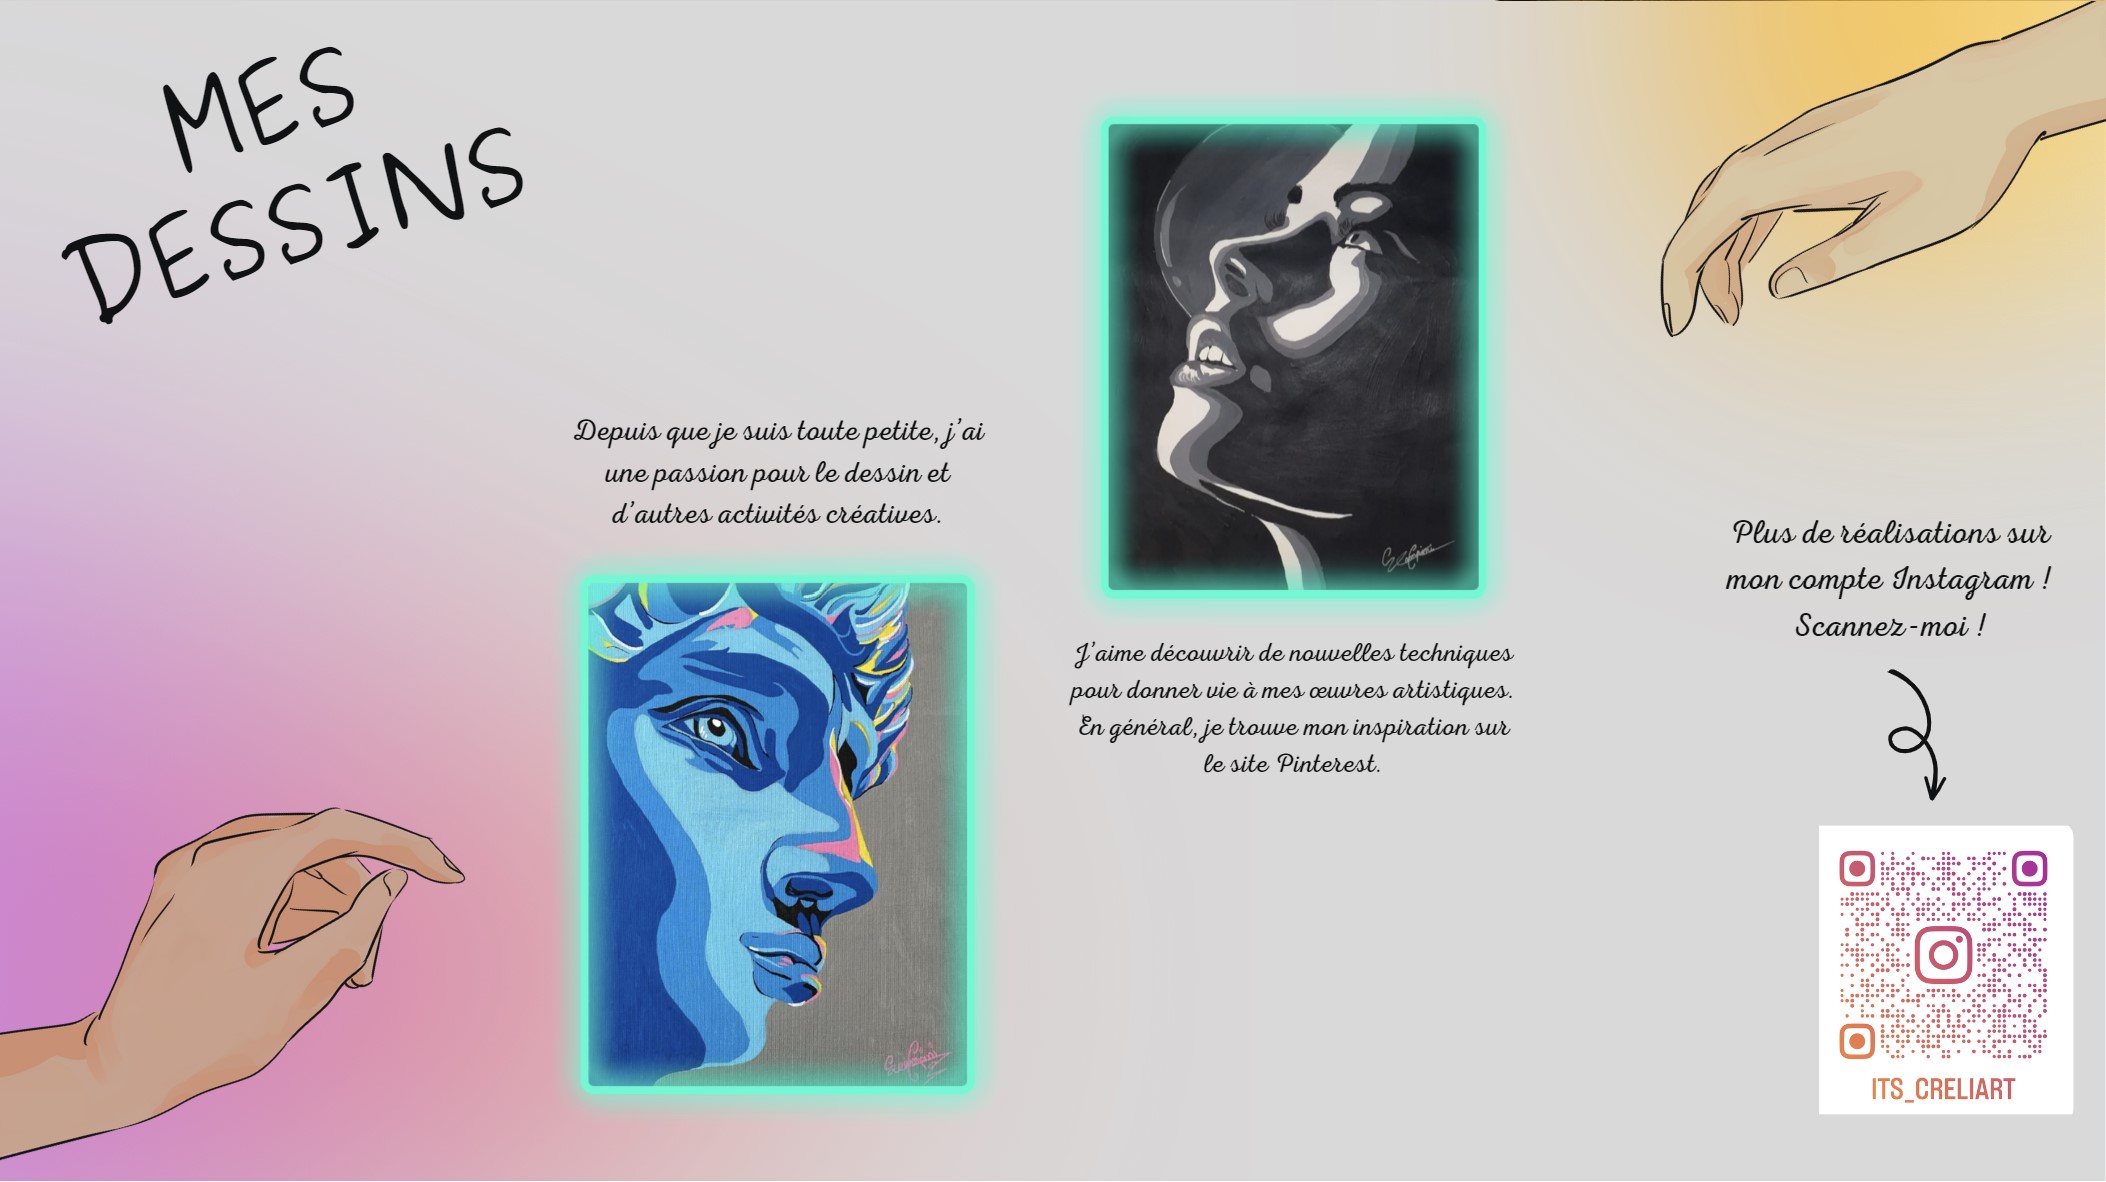 MES
DESSINS
Depuis que je suis toute petite, j'ai
une passion pour le dessin et
d'autres activités créatives.
J'aime découvrir de nouvelles techniques
pour donner vie à mes œuvres artistiques.
En général, je trouve mon inspiration sur
le site Pinterest.
Plus de réalisations sur
mon compte Instagram !
Scannez-moi !
ITS_CRELIART